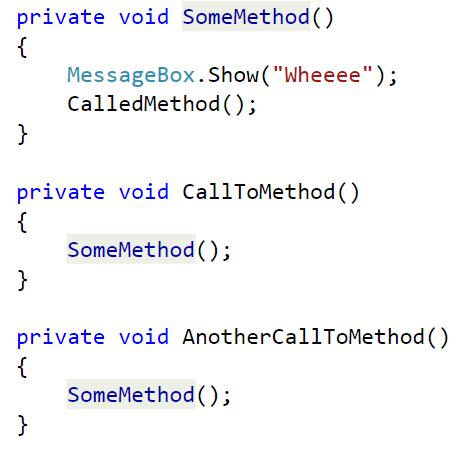 private void SomeMethod()
{
    MessageBox.Show("Wheeee");
    CalledMethod();
}

private void CallToMethod()
{
    SomeMethod();
}

private void AnotherCallToMethod()
{
    SomeMethod();
}